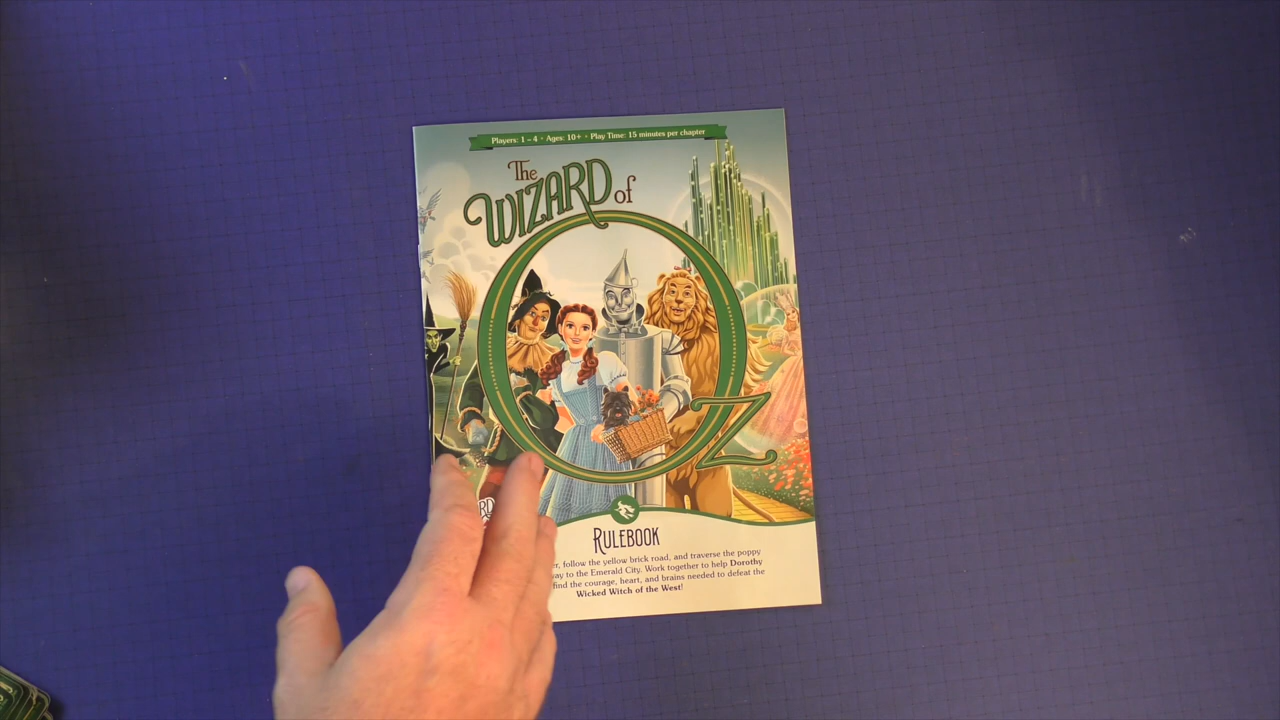 Players: 1 – 4 • Ages: 10+ • Play Time: 15 minutes per chapter
The
WIZARD of
OZ
RULEBOOK
follow the yellow brick road, and traverse the poppy
to the Emerald City. Work together to help Dorothy
find the courage, heart, and brains needed to defeat the
Wicked Witch of the West!